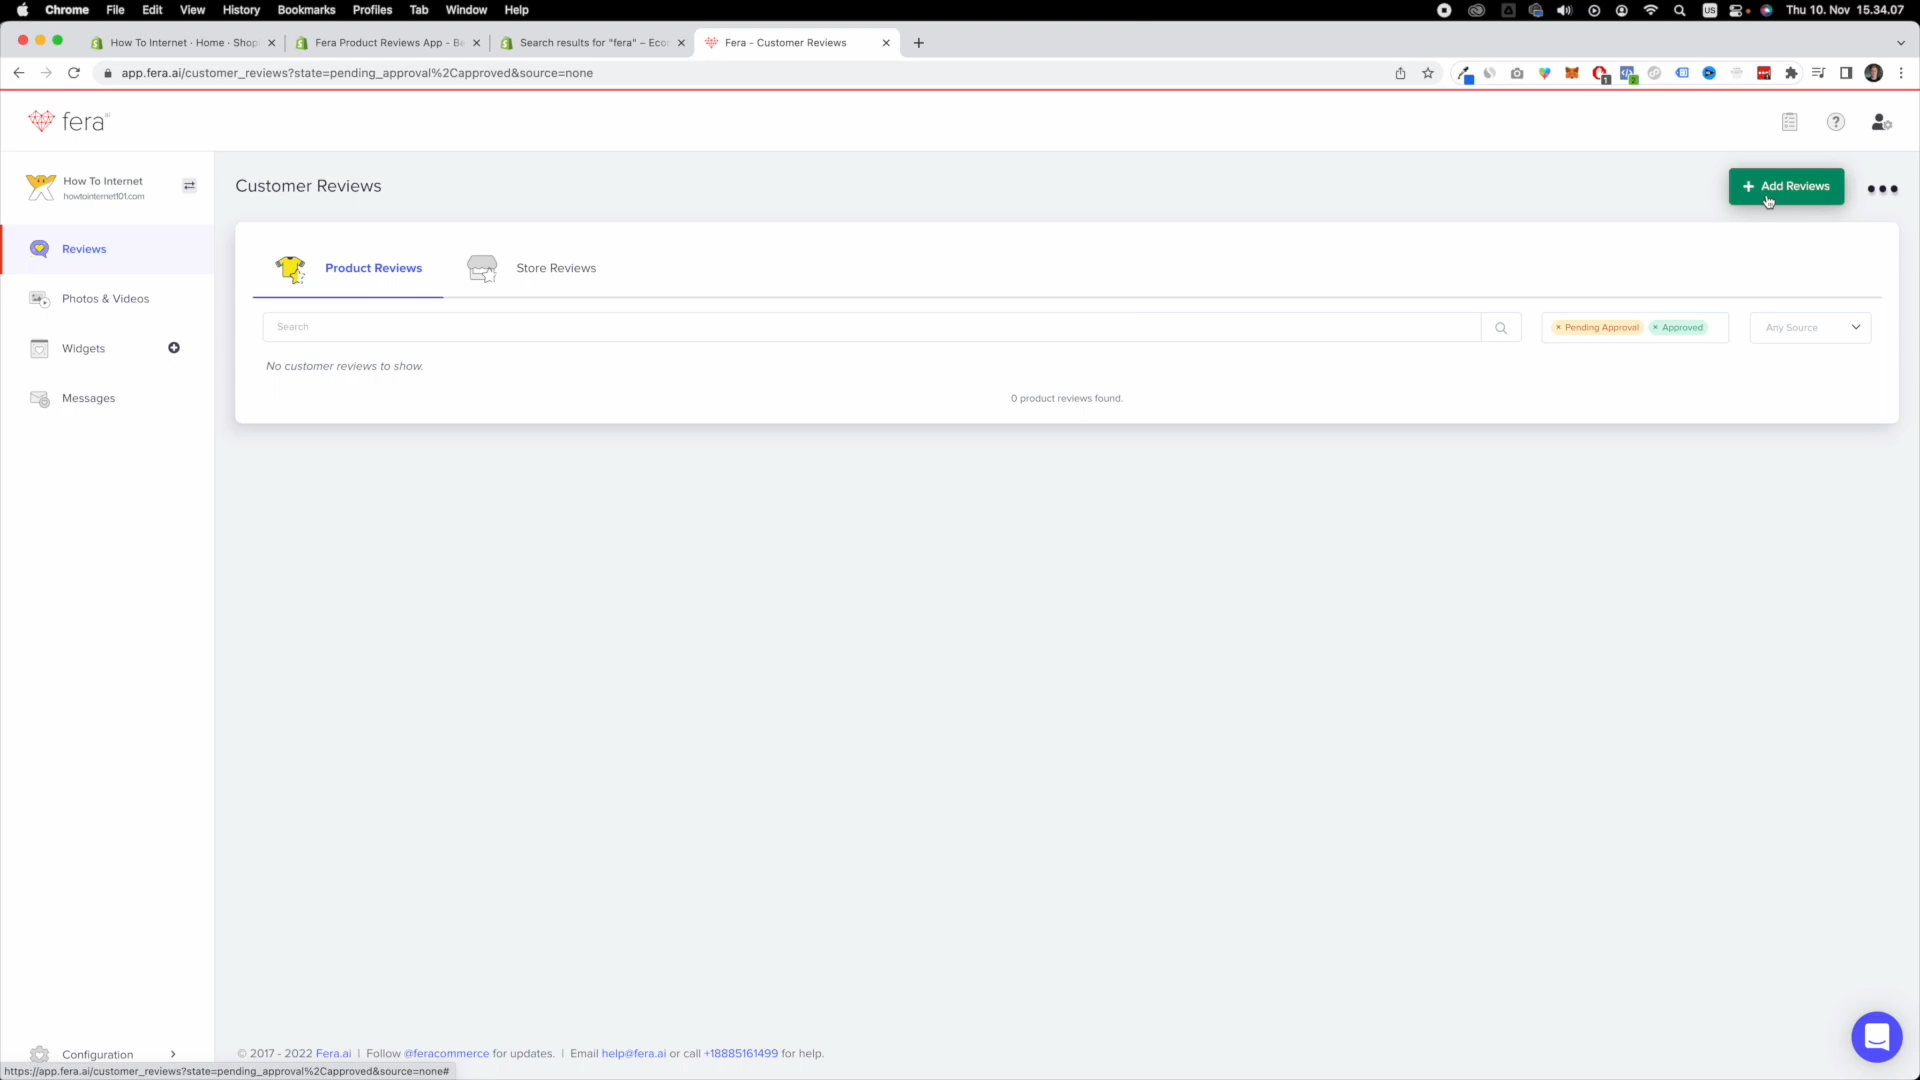 Chrome File Edit View History Bookmarks Profiles Tab Window Help US Thu 10. Nov 15.34.07
How To Internet · Home · Shop Fera Product Reviews App - Be Search results for "fera" – Eco Fera - Customer Reviews
app.fera.ai/customer_reviews?state=pending_approval%2Capproved&source=none
fera
How To Internet
howtointernet101.com
Customer Reviews
+ Add Reviews
Reviews
Photos & Videos
Widgets
Messages
Product Reviews Store Reviews
Search
× Pending Approval × Approved
Any Source
No customer reviews to show.
0 product reviews found.
Configuration
© 2017 - 2022 Fera.ai | Follow @feracommerce for updates. | Email help@fera.ai or call +18885161499 for help.
https://app.fera.ai/customer_reviews?state=pending_approval%2Capproved&source=none#